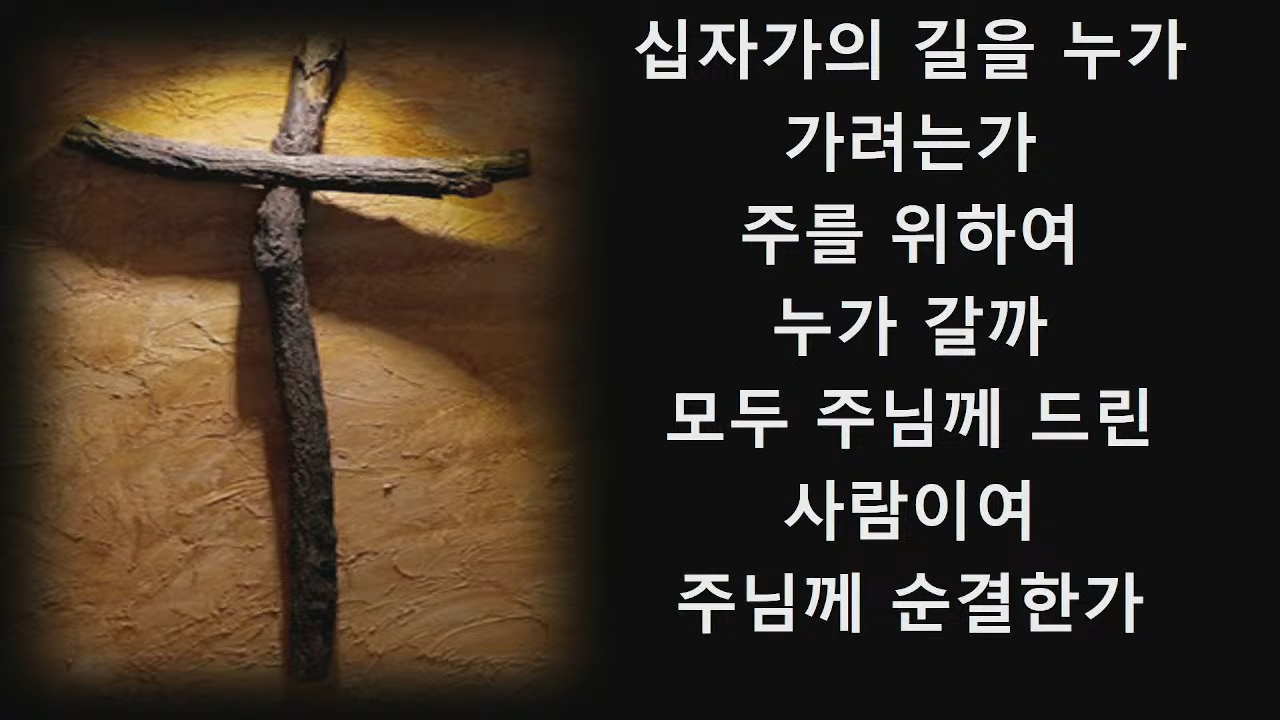 십자가의 길을 누가
가려는가
주를 위하여
누가 갈까
모두 주님께 드린
사람이여
주님께 순결한가